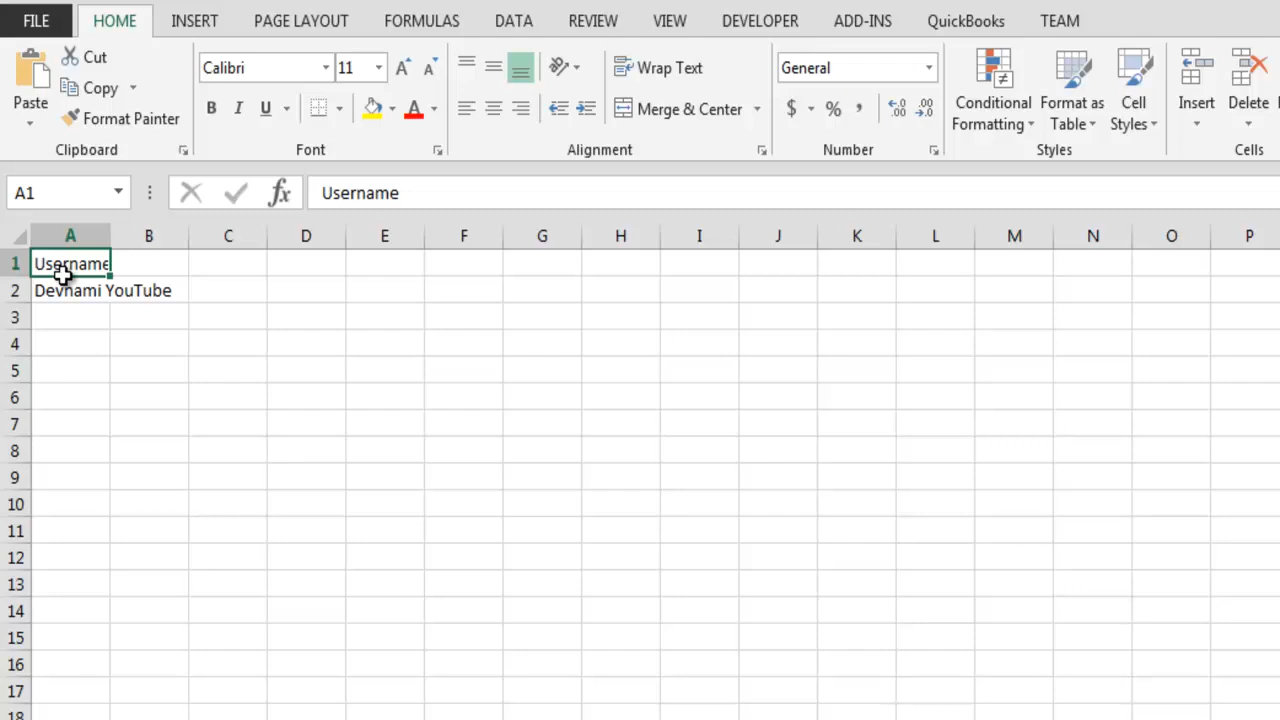 FILE HOME INSERT PAGE LAYOUT FORMULAS DATA REVIEW VIEW DEVELOPER ADD-INS QuickBooks TEAM
Paste
Cut
Copy
Format Painter
Clipboard
Calibri 11
B I U
Font
Wrap Text
Merge & Center
Alignment
General
$ % ,
Number
Conditional Formatting
Format as Table
Cell Styles
Styles
Insert
Delete
Cells
A1 fx Username
A B C D E F G H I J K L M N O P
1 Username
2 Devnami YouTube
3
4
5
6
7
8
9
10
11
12
13
14
15
16
17
18